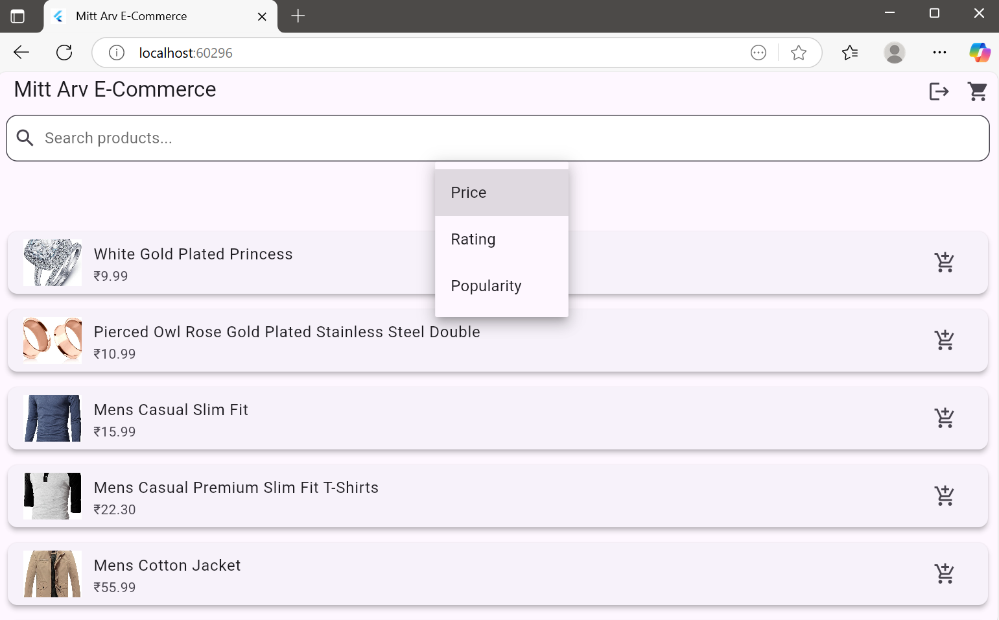 Mitt Arv E-Commerce
localhost:60296
Mitt Arv E-Commerce
Search products...
Price
Rating
Popularity
White Gold Plated Princess
₹9.99
Pierced Owl Rose Gold Plated Stainless Steel Double
₹10.99
Mens Casual Slim Fit
₹15.99
Mens Casual Premium Slim Fit T-Shirts
₹22.30
Mens Cotton Jacket
₹55.99